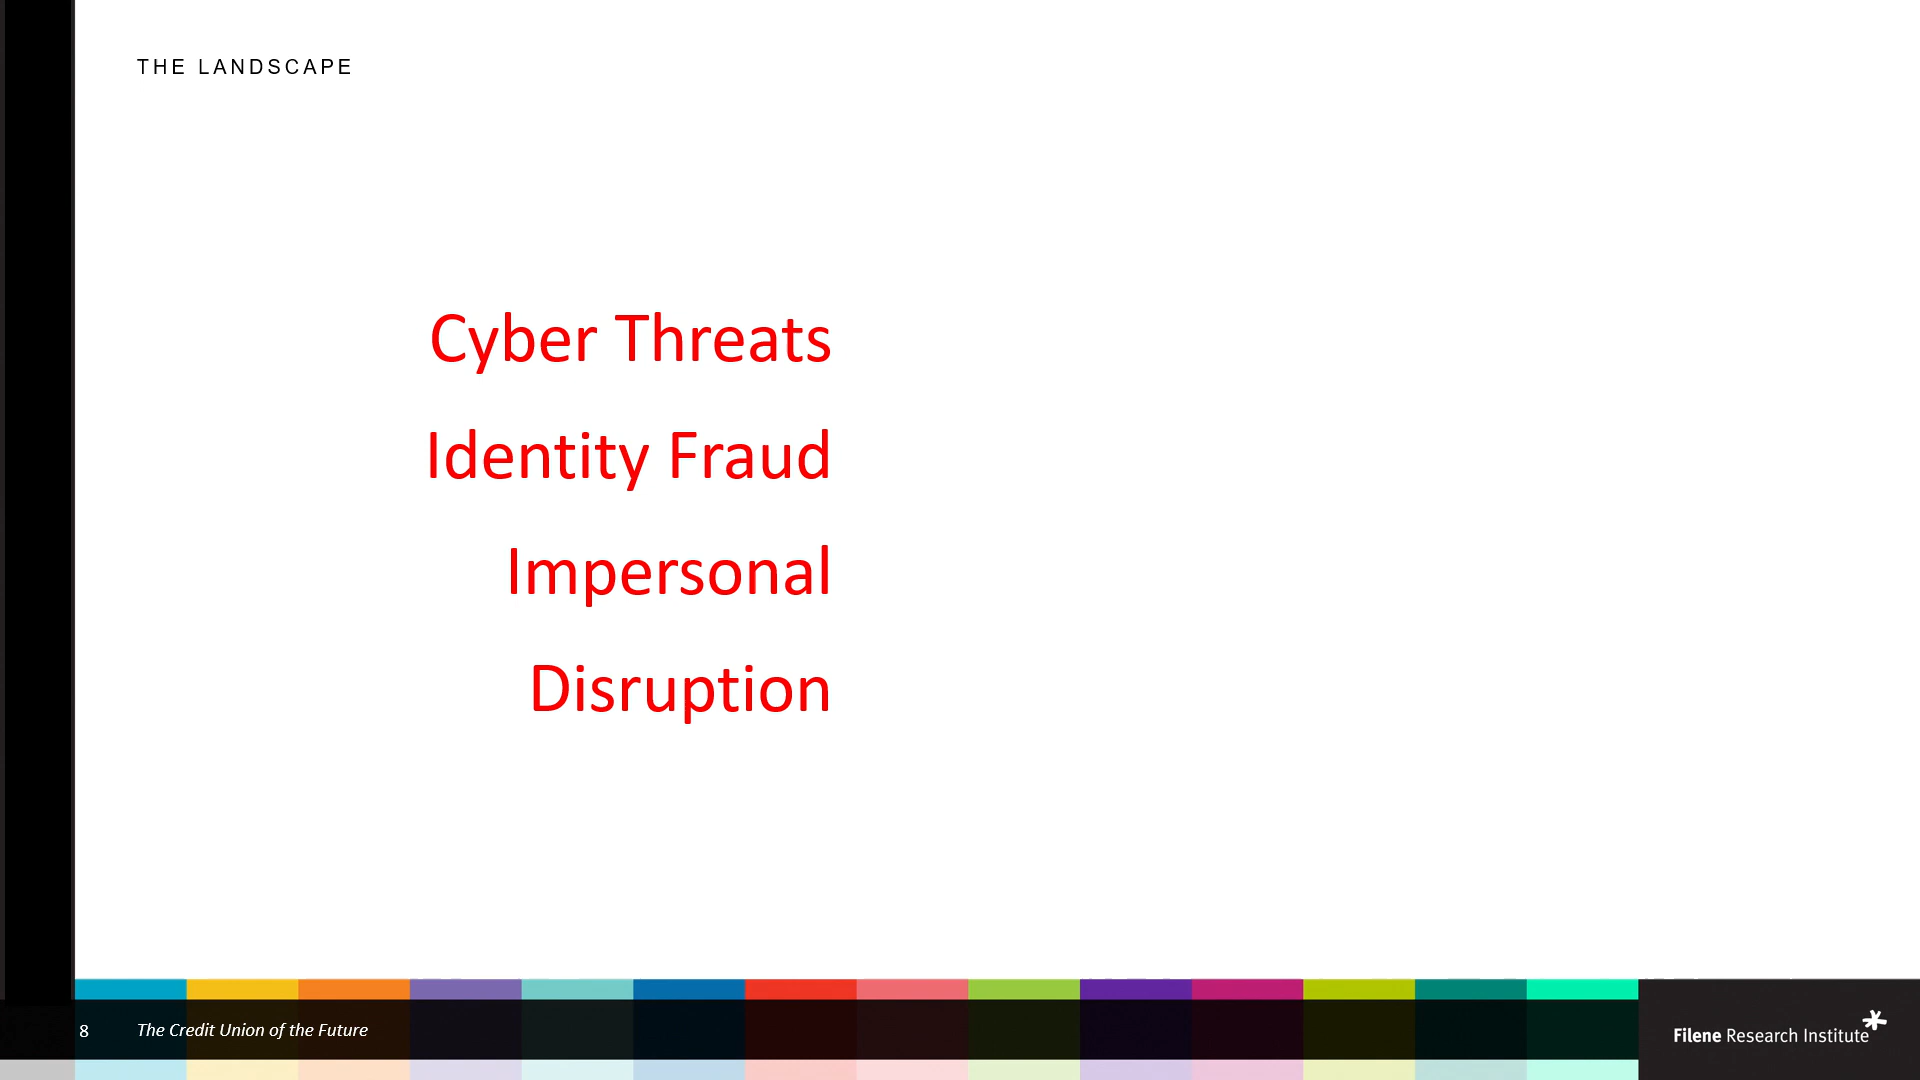 THE LANDSCAPE
Cyber Threats
Identity Fraud
Impersonal
Disruption
8
The Credit Union of the Future
Filene Research Institute